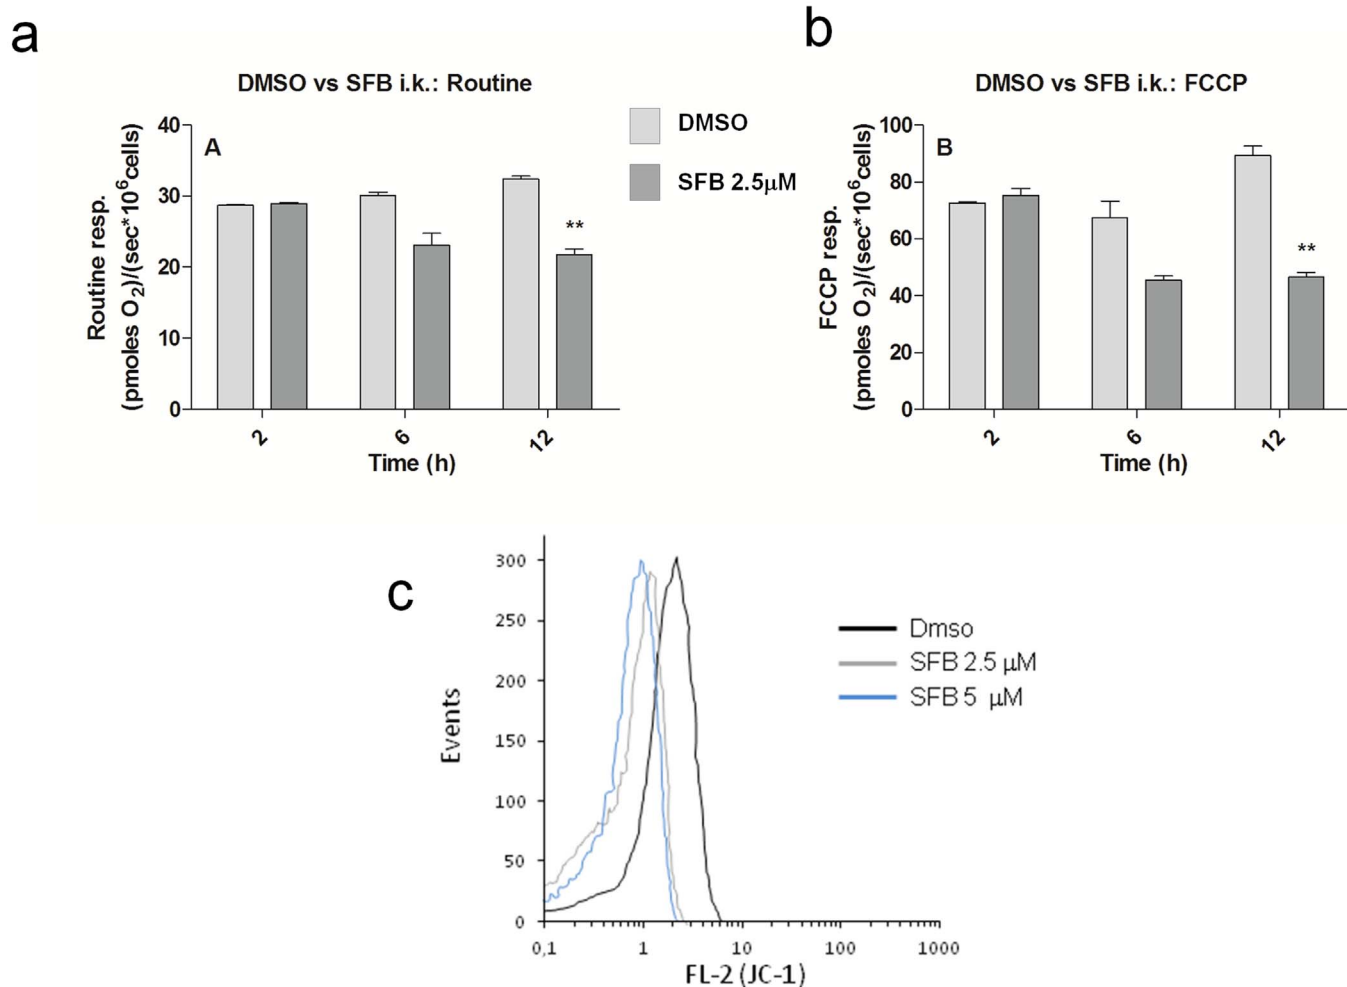 a
DMSO vs SFB i.k.: Routine
A
Routine resp.
(pmoles O2)/(sec*10^6cells)
40
30
20
10
0
**
2
6
12
Time (h)
DMSO
SFB 2.5μM
b
DMSO vs SFB i.k.: FCCP
B
FCCP resp.
(pmoles O2)/(sec*10^6cells)
100
80
60
40
20
0
**
2
6
12
Time (h)
c
Events
300
250
200
150
100
50
0
0,1
1
10
100
1000
FL-2 (JC-1)
Dmso
SFB 2.5 μM
SFB 5 μM